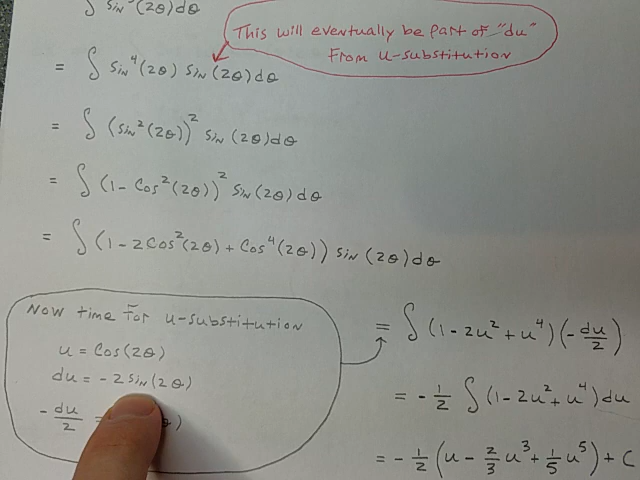 ∫ sin (2θ)dθ
This will eventually be part of "du"
From u-substitution
= ∫ sin⁴(2θ) sin(2θ)dθ
= ∫ (sin²(2θ))² sin(2θ)dθ
= ∫ (1-cos²(2θ))² sin(2θ)dθ
= ∫ (1-2cos²(2θ) + cos⁴(2θ)) sin(2θ)dθ
Now time for u-substitution
u = cos(2θ)
du = -2 sin(2θ)
-du/2 = θ)
= ∫ (1-2u²+u⁴)(-du/2)
= -1/2 ∫ (1-2u²+u⁴)du
= -1/2 (u - 2/3 u³ + 1/5 u⁵) + C